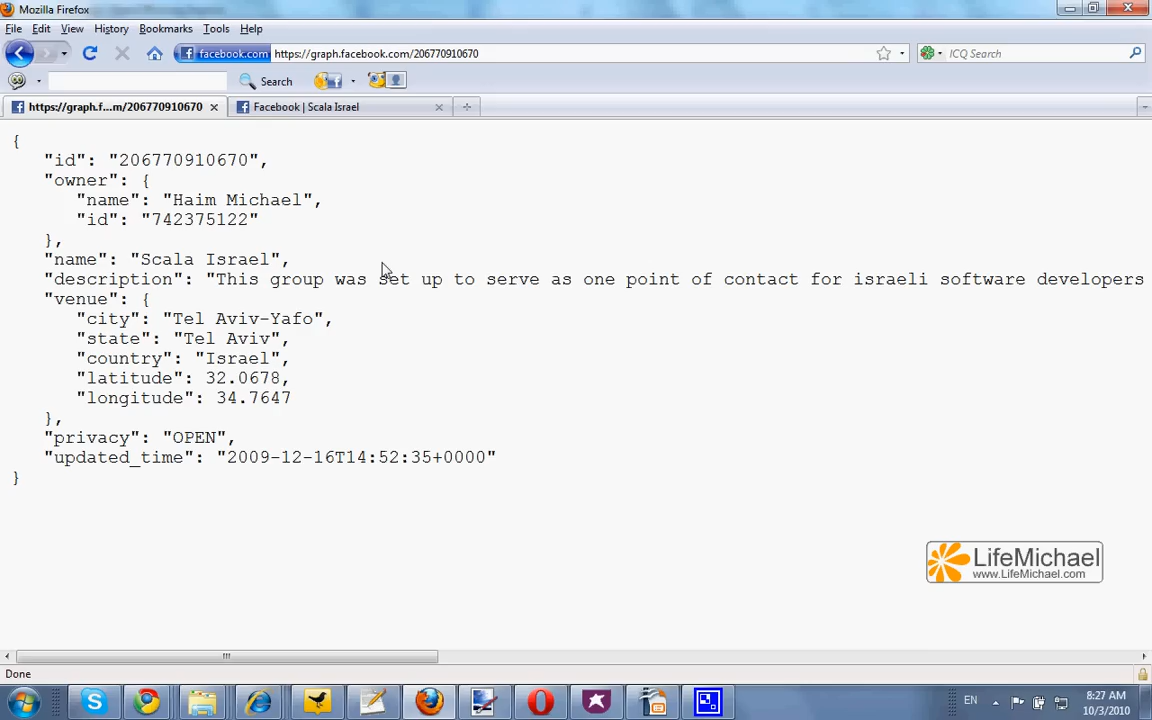 Mozilla Firefox
File Edit View History Bookmarks Tools Help
facebook.com https://graph.facebook.com/206770910670 ICQ Search
Search
https://graph.f...m/206770910670 Facebook | Scala Israel
{
"id": "206770910670",
"owner": {
"name": "Haim Michael",
"id": "742375122"
},
"name": "Scala Israel",
"description": "This group was set up to serve as one point of contact for israeli software developers
"venue": {
"city": "Tel Aviv-Yafo",
"state": "Tel Aviv",
"country": "Israel",
"latitude": 32.0678,
"longitude": 34.7647
},
"privacy": "OPEN",
"updated_time": "2009-12-16T14:52:35+0000"
}
LifeMichael
www.LifeMichael.com
Done
EN 8:27 AM
10/3/2010